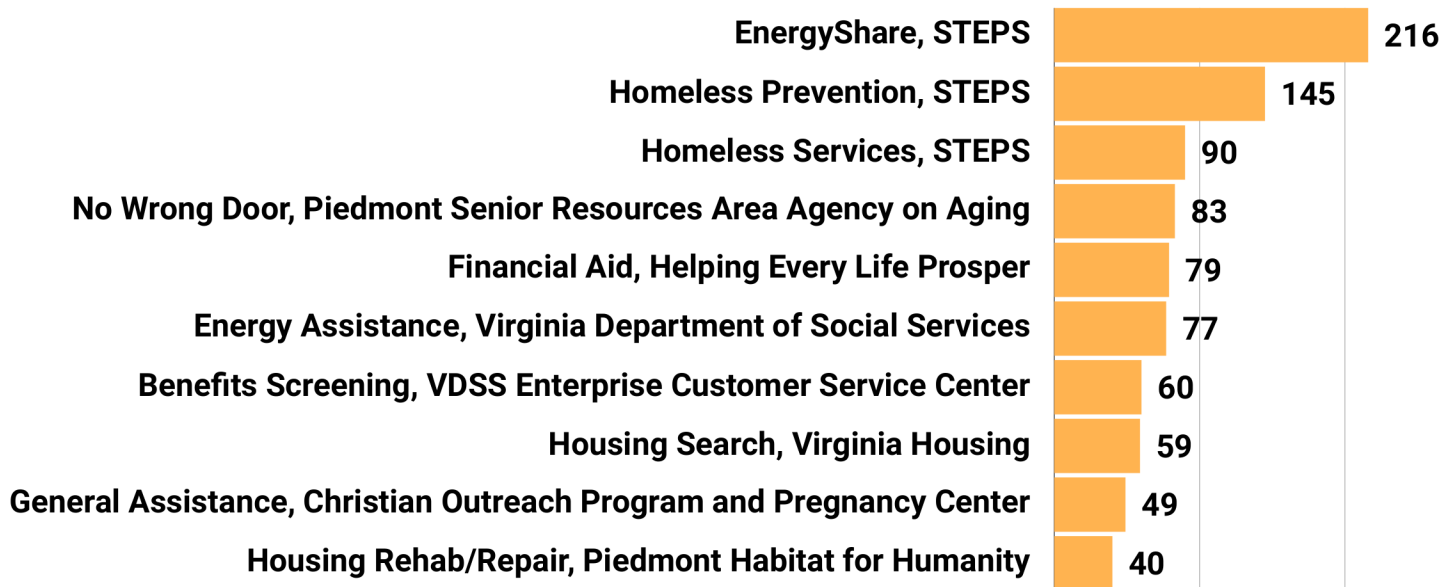 EnergyShare, STEPS 216
Homeless Prevention, STEPS 145
Homeless Services, STEPS 90
No Wrong Door, Piedmont Senior Resources Area Agency on Aging 83
Financial Aid, Helping Every Life Prosper 79
Energy Assistance, Virginia Department of Social Services 77
Benefits Screening, VDSS Enterprise Customer Service Center 60
Housing Search, Virginia Housing 59
General Assistance, Christian Outreach Program and Pregnancy Center 49
Housing Rehab/Repair, Piedmont Habitat for Humanity 40